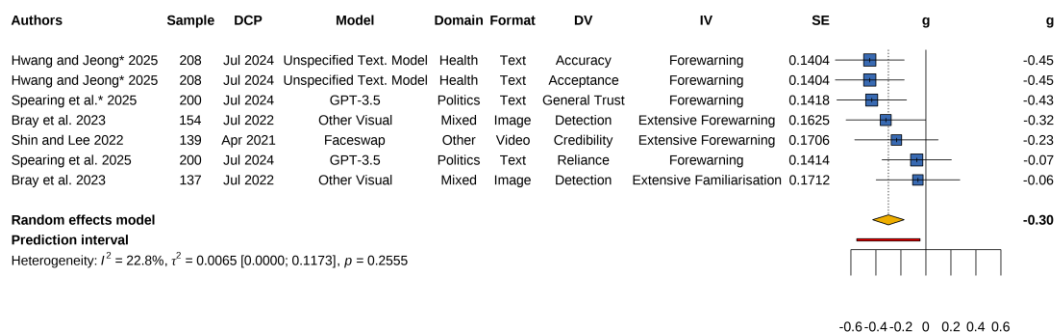 Authors Sample DCP Model Domain Format DV IV SE g g
Hwang and Jeong* 2025 208 Jul 2024 Unspecified Text. Model Health Text Accuracy Forewarning 0.1404 -0.45
Hwang and Jeong* 2025 208 Jul 2024 Unspecified Text. Model Health Text Acceptance Forewarning 0.1404 -0.45
Spearing et al.* 2025 200 Jul 2024 GPT-3.5 Politics Text General Trust Forewarning 0.1418 -0.43
Bray et al. 2023 154 Jul 2022 Other Visual Mixed Image Detection Extensive Forewarning 0.1625 -0.32
Shin and Lee 2022 139 Apr 2021 Faceswap Other Video Credibility Extensive Forewarning 0.1706 -0.23
Spearing et al. 2025 200 Jul 2024 GPT-3.5 Politics Text Reliance Forewarning 0.1414 -0.07
Bray et al. 2023 137 Jul 2022 Other Visual Mixed Image Detection Extensive Familiarisation 0.1712 -0.06
Random effects model -0.30
Prediction interval
Heterogeneity: I² = 22.8%, τ² = 0.0065 [0.0000; 0.1173], p = 0.2555
-0.6 -0.4 -0.2 0 0.2 0.4 0.6